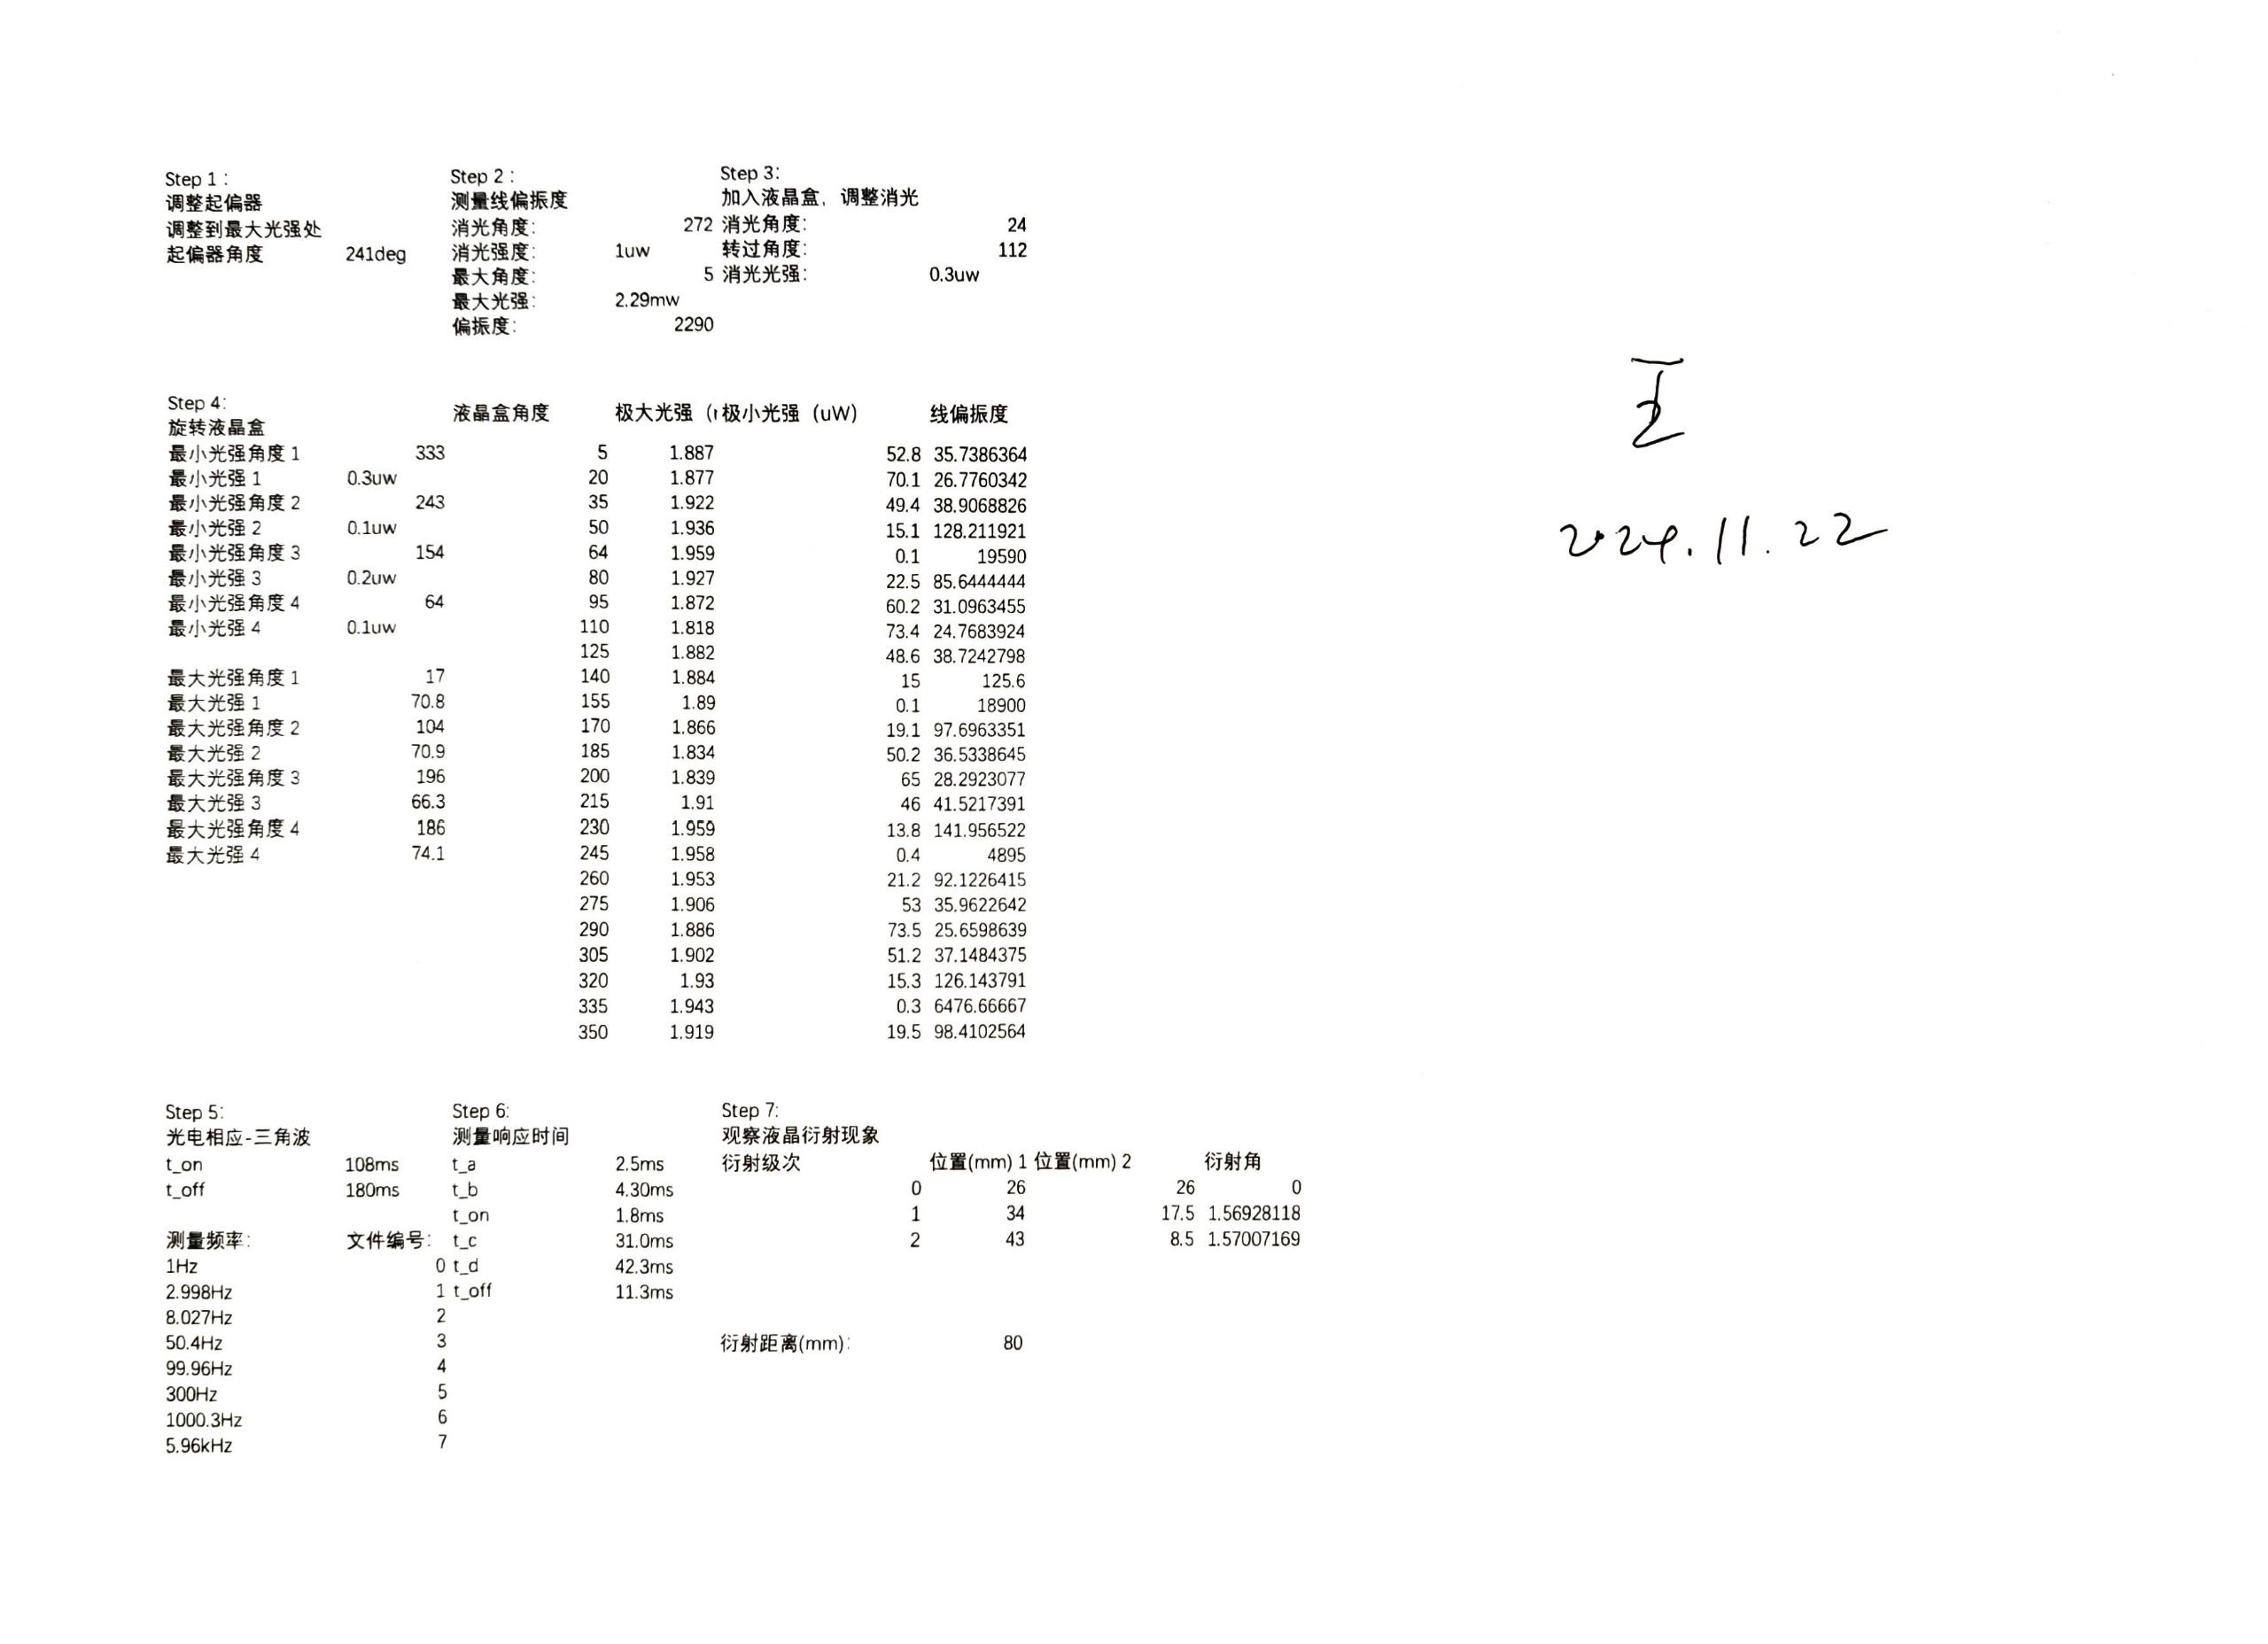 Step 1 :
调整起偏器
调整到最大光强处
起偏器角度 241deg
Step 2 :
测量线偏振度
消光角度: 272
消光强度: 1uw
最大角度: 5
最大光强: 2.29mw
偏振度: 2290
Step 3:
加入液晶盒，调整消光
消光角度: 24
转过角度: 112
消光光强: 0.3uw
Step 4:
旋转液晶盒
最小光强角度 1 333
最小光强 1 0.3uw
最小光强角度 2 243
最小光强 2 0.1uw
最小光强角度 3 154
最小光强 3 0.2uw
最小光强角度 4 64
最小光强 4 0.1uw
最大光强角度 1 17
最大光强 1 70.8
最大光强角度 2 104
最大光强 2 70.9
最大光强角度 3 196
最大光强 3 66.3
最大光强角度 4 186
最大光强 4 74.1
液晶盒角度 极大光强（ 极小光强（uW） 线偏振度
5 1.887 52.8 35.7386364
20 1.877 70.1 26.7760342
35 1.922 49.4 38.9068826
50 1.936 15.1 128.211921
64 1.959 0.1 19590
80 1.927 22.5 85.6444444
95 1.872 60.2 31.0963455
110 1.818 73.4 24.7683924
125 1.882 48.6 38.7242798
140 1.884 15 125.6
155 1.89 0.1 18900
170 1.866 19.1 97.6963351
185 1.834 50.2 36.5338645
200 1.839 65 28.2923077
215 1.91 46 41.5217391
230 1.959 13.8 141.956522
245 1.958 0.4 4895
260 1.953 21.2 92.1226415
275 1.906 53 35.9622642
290 1.886 73.5 25.6598639
305 1.902 51.2 37.1484375
320 1.93 15.3 126.143791
335 1.943 0.3 6476.66667
350 1.919 19.5 98.4102564
2024.11.22
Step 5:
光电相应-三角波
t_on 108ms
t_off 180ms
测量频率: 文件编号:
1Hz 0
2.998Hz 1
8.027Hz 2
50.4Hz 3
99.96Hz 4
300Hz 5
1000.3Hz 6
5.96kHz 7
Step 6:
测量响应时间
t_a 2.5ms
t_b 4.30ms
t_on 1.8ms
t_c 31.0ms
t_d 42.3ms
t_off 11.3ms
Step 7:
观察液晶衍射现象
衍射级次 位置(mm) 1 位置(mm) 2 衍射角
0 26 26 0
1 34 17.5 1.56928118
2 43 8.5 1.57007169
衍射距离(mm): 80